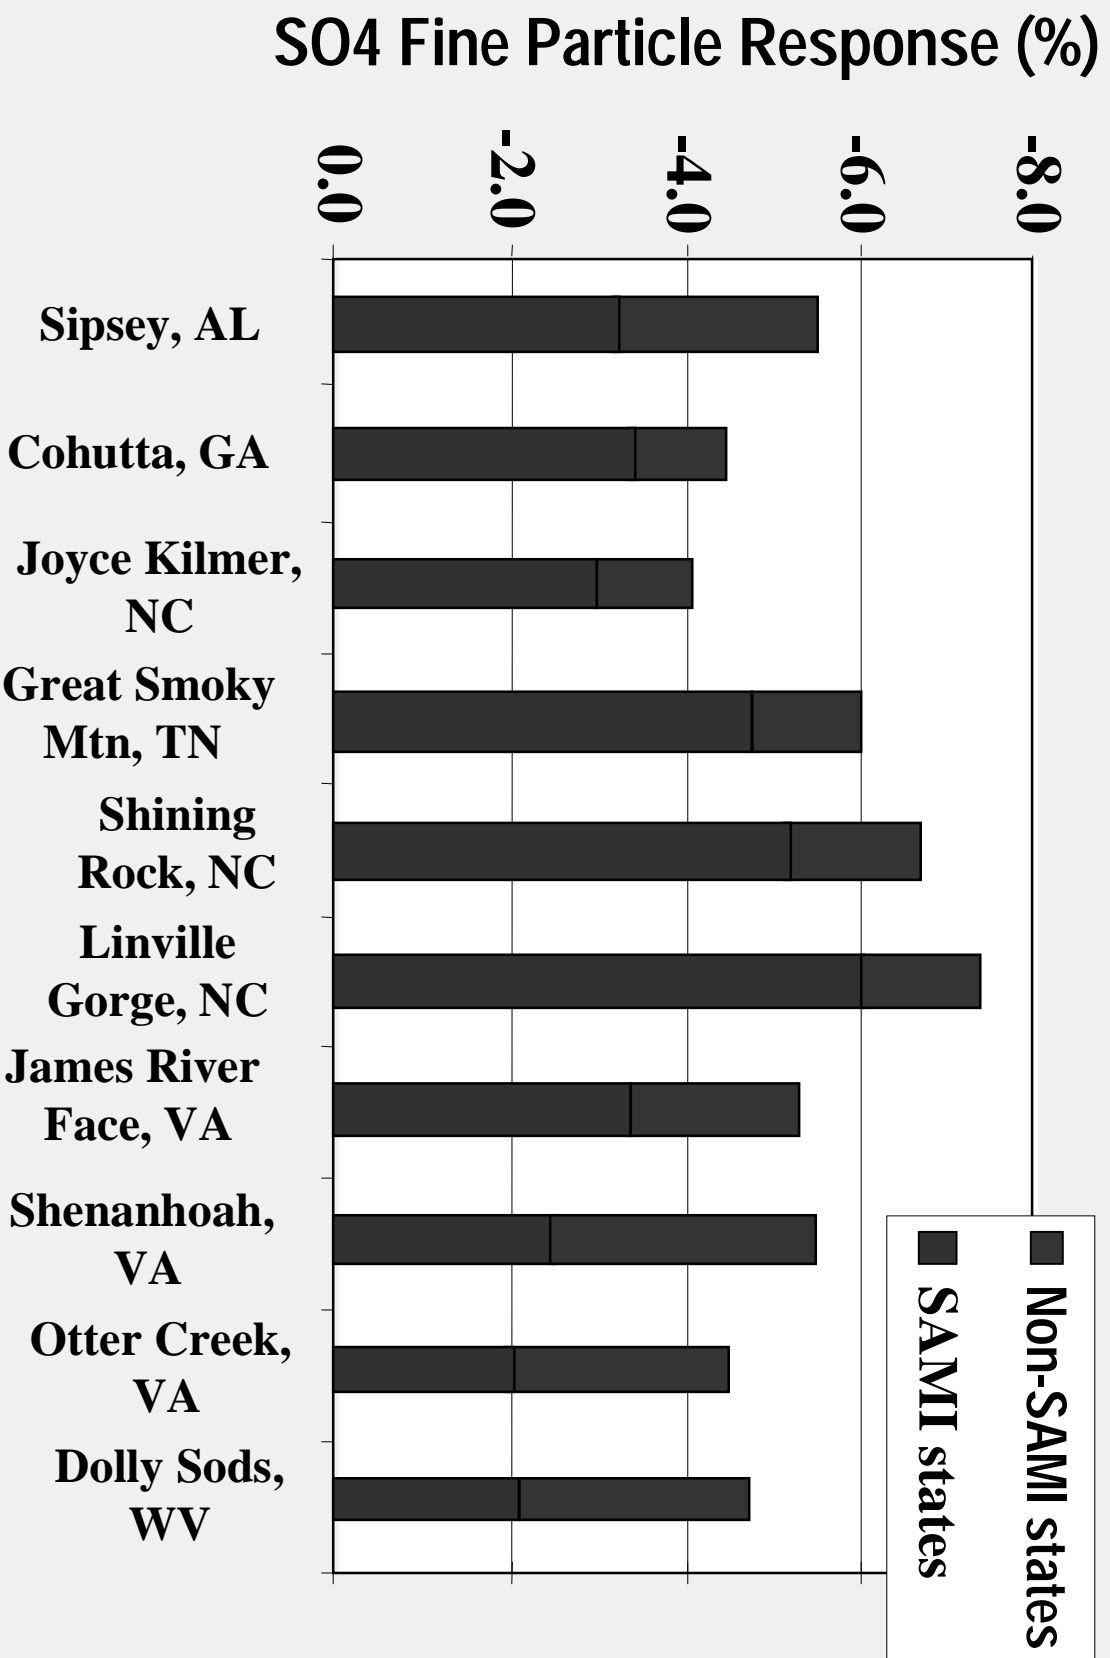 SO4 Fine Particle Response (%)
0.0
-2.0
-4.0
-6.0
-8.0
Sipsey, AL
Cohutta, GA
Joyce Kilmer,
NC
Great Smoky
Mtn, TN
Shining
Rock, NC
Linville
Gorge, NC
James River
Face, VA
Shenanhoah,
VA
Otter Creek,
VA
Dolly Sods,
WV
Non-SAMI states
SAMI states